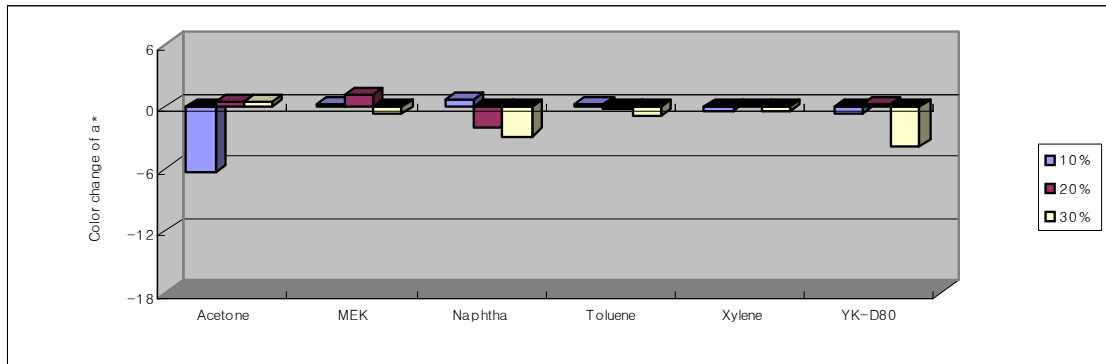 6
0
-6
-12
-18
Color change of a*
Acetone
MEK
Naphtha
Toluene
Xylene
YK-D80
10%
20%
30%